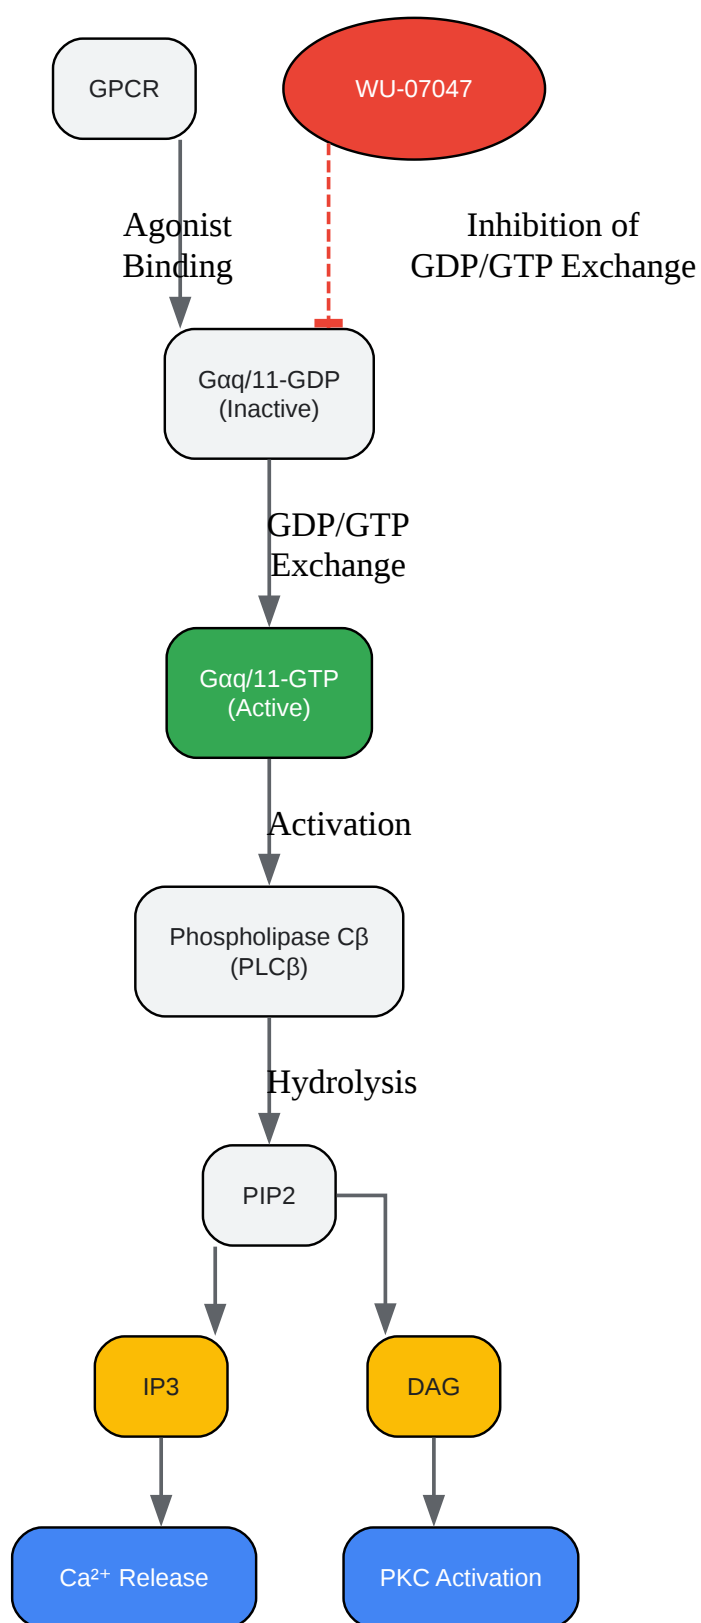 GPCR
WU-07047
Agonist
Binding
Inhibition of
GDP/GTP Exchange
Gαq/11-GDP
(Inactive)
GDP/GTP
Exchange
Gαq/11-GTP
(Active)
Activation
Phospholipase Cβ
(PLCβ)
Hydrolysis
PIP2
IP3
DAG
Ca²⁺ Release
PKC Activation